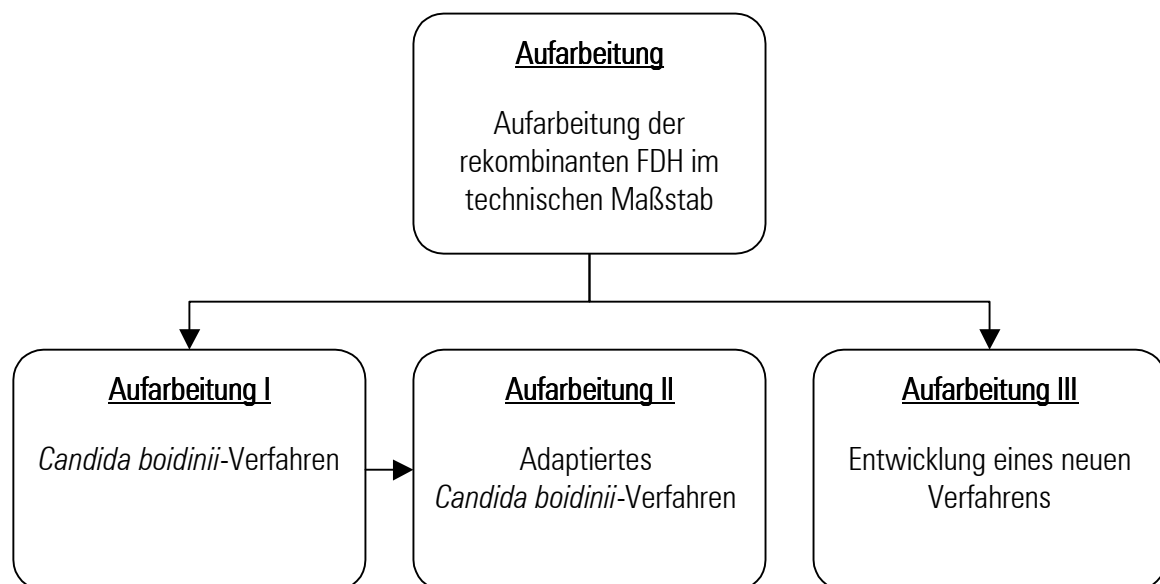 Aufarbeitung
Aufarbeitung der
rekombinanten FDH im
technischen Maßstab
Aufarbeitung I
Candida boidinii-Verfahren
Aufarbeitung II
Adaptiertes
Candida boidinii-Verfahren
Aufarbeitung III
Entwicklung eines neuen
Verfahrens